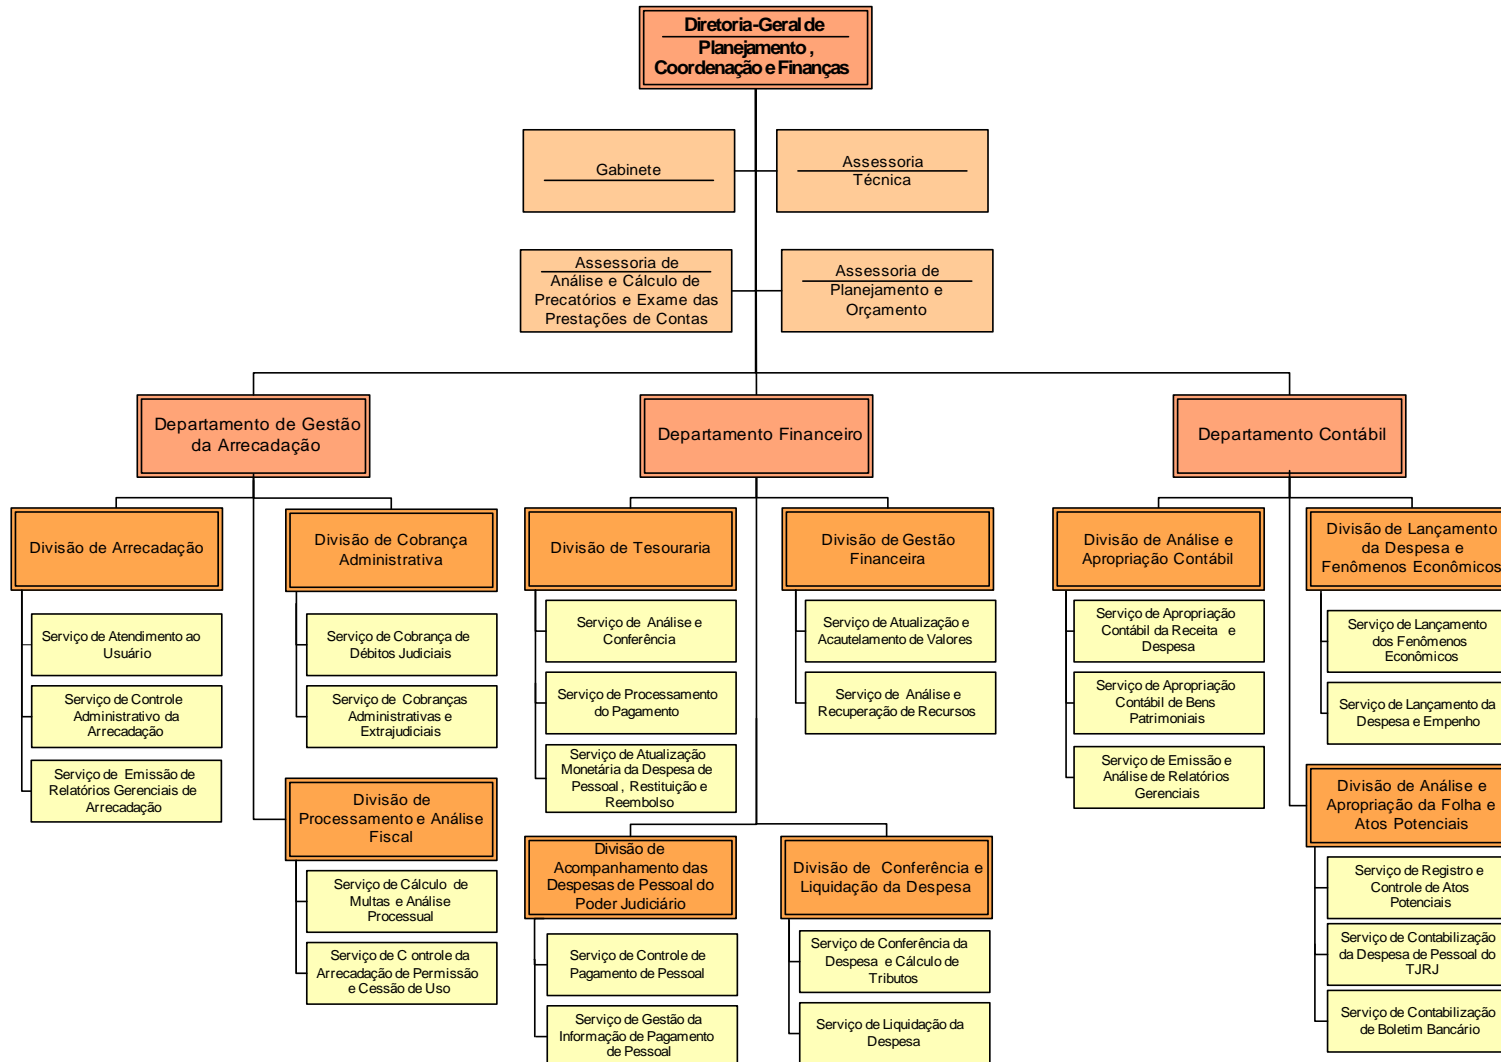 Diretoria-Geral de
Planejamento ,
Coordenação e Finanças
Gabinete
Assessoria
Técnica
Assessoria de
Análise e Cálculo de
Precatórios e Exame das
Prestações de Contas
Assessoria de
Planejamento e
Orçamento
Departamento de Gestão
da Arrecadação
Departamento Financeiro
Departamento Contábil
Divisão de Arrecadação
Serviço de Atendimento ao
Usuário
Serviço de Controle
Administrativo da
Arrecadação
Serviço de Emissão de
Relatórios Gerenciais de
Arrecadação
Divisão de Cobrança
Administrativa
Serviço de Cobrança de
Débitos Judiciais
Serviço de Cobranças
Administrativas e
Extrajudiciais
Divisão de
Processamento e Análise
Fiscal
Serviço de Cálculo de
Multas e Análise
Processual
Serviço de C ontrole da
Arrecadação de Permissão
e Cessão de Uso
Divisão de Tesouraria
Serviço de Análise e
Conferência
Serviço de Processamento
do Pagamento
Serviço de Atualização
Monetária da Despesa de
Pessoal , Restituição e
Reembolso
Divisão de Gestão
Financeira
Serviço de Atualização e
Acautelamento de Valores
Serviço de Análise e
Recuperação de Recursos
Divisão de
Acompanhamento das
Despesas de Pessoal do
Poder Judiciário
Serviço de Controle de
Pagamento de Pessoal
Serviço de Gestão da
Informação de Pagamento
de Pessoal
Divisão de Conferência e
Liquidação da Despesa
Serviço de Conferência da
Despesa e Cálculo de
Tributos
Serviço de Liquidação da
Despesa
Divisão de Análise e
Apropriação Contábil
Serviço de Apropriação
Contábil da Receita e
Despesa
Serviço de Apropriação
Contábil de Bens
Patrimoniais
Serviço de Emissão e
Análise de Relatórios
Gerenciais
Divisão de Lançamento
da Despesa e
Fenômenos Econômicos
Serviço de Lançamento
dos Fenômenos
Econômicos
Serviço de Lançamento da
Despesa e Empenho
Divisão de Análise e
Apropriação da Folha e
Atos Potenciais
Serviço de Registro e
Controle de Atos
Potenciais
Serviço de Contabilização
da Despesa de Pessoal do
TJRJ
Serviço de Contabilização
de Boletim Bancário